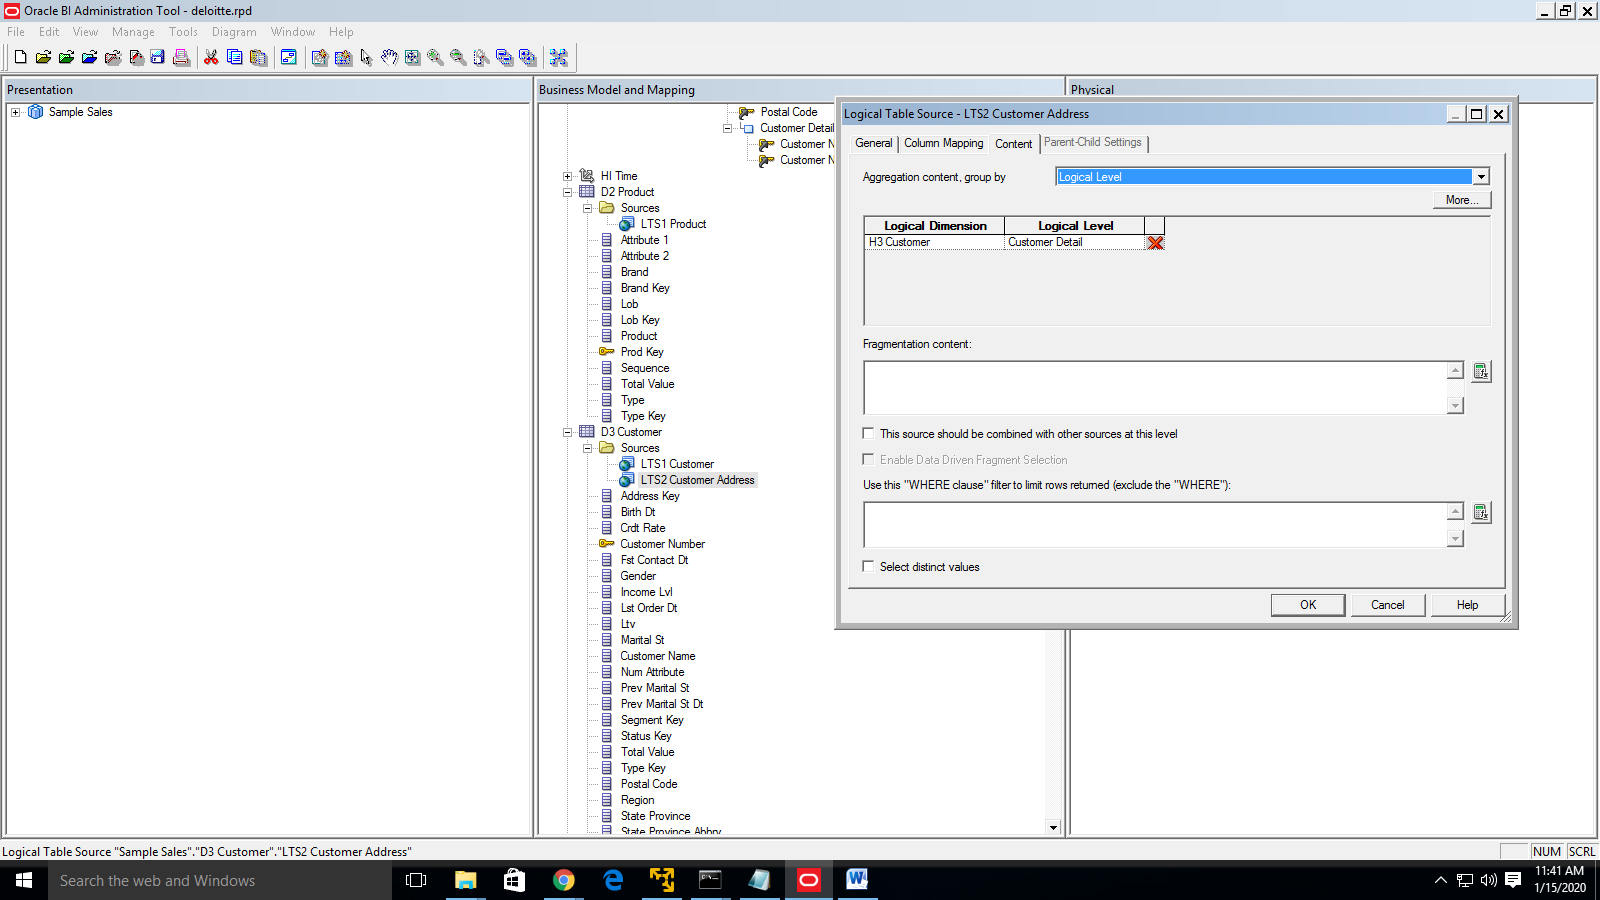 Oracle BI Administration Tool - deloitte.rpd
File Edit View Manage Tools Diagram Window Help
Presentation
Sample Sales
Business Model and Mapping
Postal Code
Customer Detail
Customer N
Customer N
HI Time
D2 Product
Sources
LTS1 Product
Attribute 1
Attribute 2
Brand
Brand Key
Lob
Lob Key
Product
Prod Key
Sequence
Total Value
Type
Type Key
D3 Customer
Sources
LTS1 Customer
LTS2 Customer Address
Address Key
Birth Dt
Crdt Rate
Customer Number
Fst Contact Dt
Gender
Income Lvl
Lst Order Dt
Ltv
Marital St
Customer Name
Num Attribute
Prev Marital St
Prev Marital St Dt
Segment Key
Status Key
Total Value
Type Key
Postal Code
Region
State Province
State Province Abbrv
Physical
Logical Table Source - LTS2 Customer Address
General Column Mapping Content Parent-Child Settings
Aggregation content, group by Logical Level
More...
Logical Dimension Logical Level
H3 Customer Customer Detail
Fragmentation content:
This source should be combined with other sources at this level
Enable Data Driven Fragment Selection
Use this "WHERE clause" filter to limit rows returned (exclude the "WHERE"):
Select distinct values
OK Cancel Help
Logical Table Source "Sample Sales"."D3 Customer"."LTS2 Customer Address"
NUM SCRL
Search the web and Windows
11:41 AM
1/15/2020